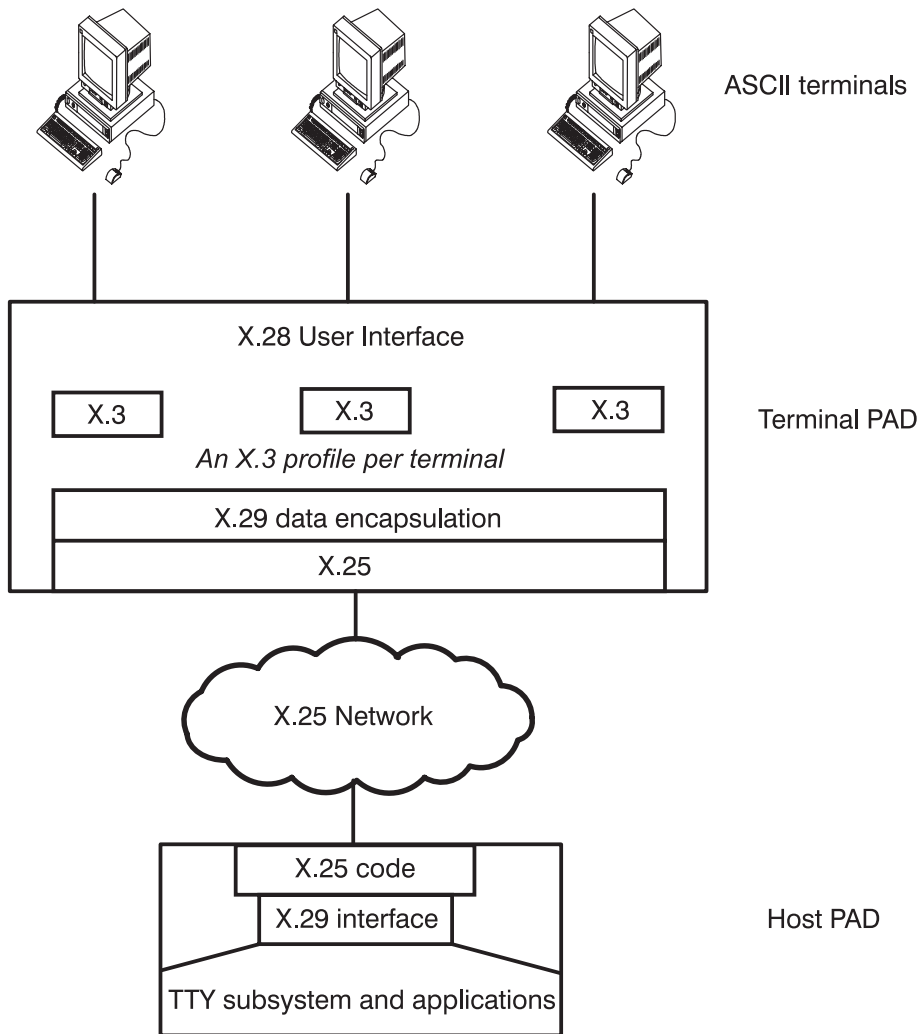 ASCII terminals
X.28 User Interface
X.3
X.3
X.3
Terminal PAD
An X.3 profile per terminal
X.29 data encapsulation
X.25
X.25 Network
X.25 code
X.29 interface
Host PAD
TTY subsystem and applications